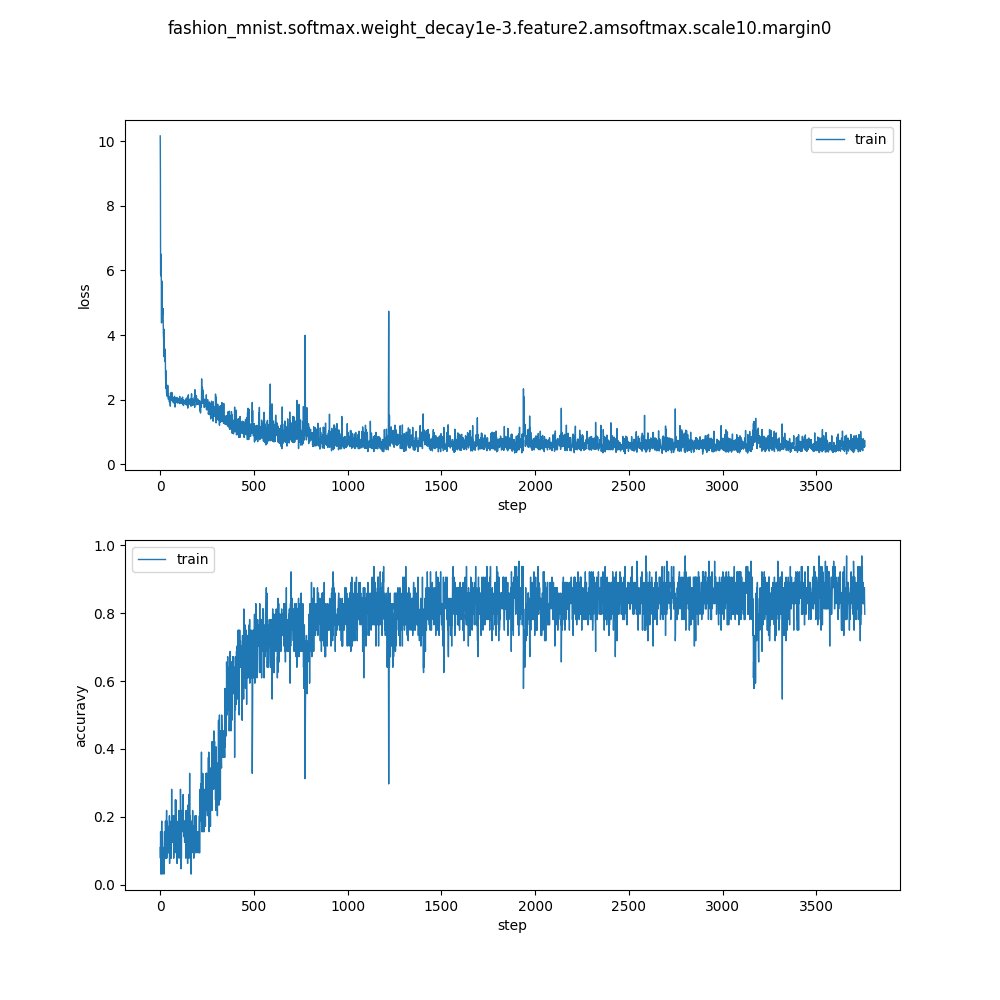 fashion_mnist.softmax.weight_decay1e-3.feature2.amsoftmax.scale10.margin0
train
10
8
6
4
2
0
loss
0 500 1000 1500 2000 2500 3000 3500
step
train
1.0
0.8
0.6
0.4
0.2
0.0
accuravy
0 500 1000 1500 2000 2500 3000 3500
step